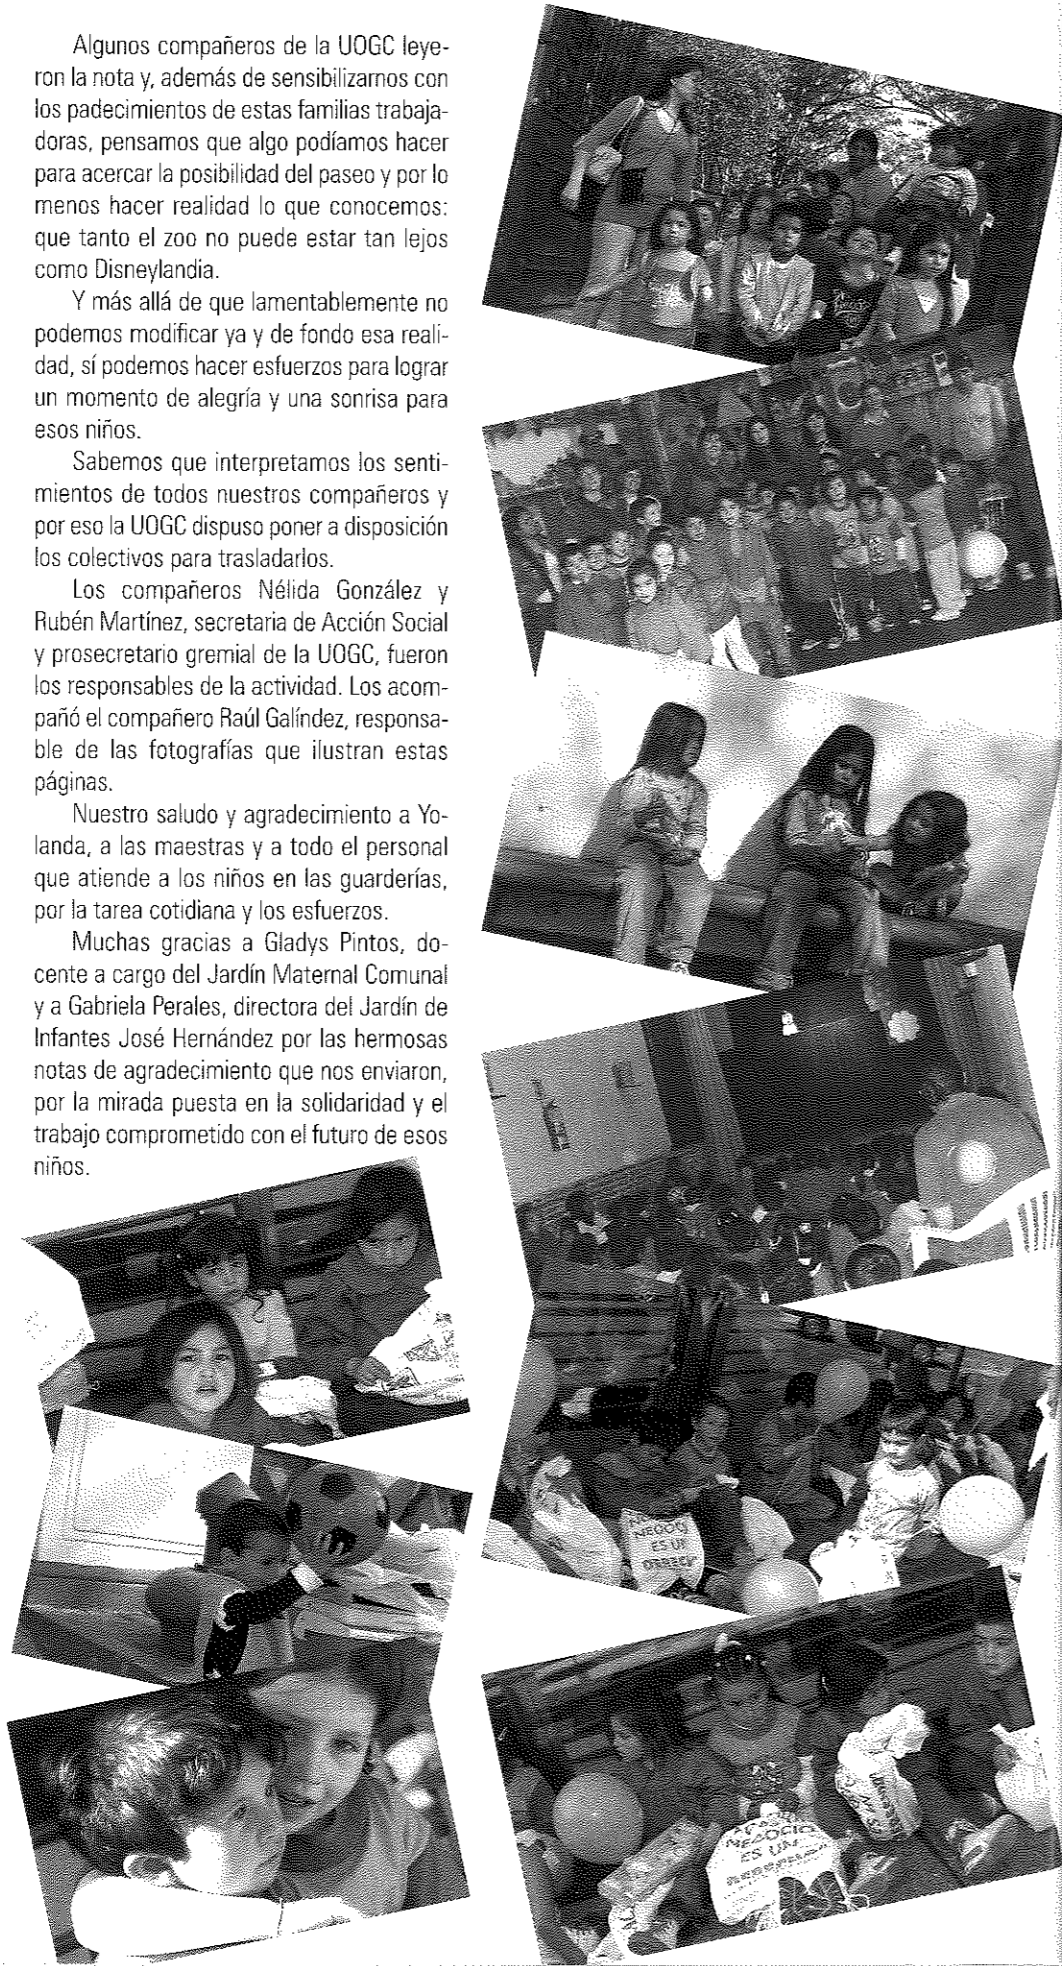 Algunos compañeros de la UOGC leye-
ron la nota y, además de sensibilizarnos con
los padecimientos de estas familias trabaja-
doras, pensamos que algo podíamos hacer
para acercar la posibilidad del paseo y por lo
menos hacer realidad lo que conocemos:
que tanto el zoo no puede estar tan lejos
como Disneylandia.
Y más allá de que lamentablemente no
podemos modificar ya y de fondo esa reali-
dad, sí podemos hacer esfuerzos para lograr
un momento de alegría y una sonrisa para
esos niños.
Sabemos que interpretamos los senti-
mientos de todos nuestros compañeros y
por eso la UOGC dispuso poner a disposición
los colectivos para trasladarlos.
Los compañeros Nélida González y
Rubén Martínez, secretaria de Acción Social
y prosecretario gremial de la UOGC, fueron
los responsables de la actividad. Los acom-
pañó el compañero Raúl Galíndez, responsa-
ble de las fotografías que ilustran estas
páginas.
Nuestro saludo y agradecimiento a Yo-
landa, a las maestras y a todo el personal
que atiende a los niños en las guarderías,
por la tarea cotidiana y los esfuerzos.
Muchas gracias a Gladys Pintos, do-
cente a cargo del Jardín Maternal Comunal
y a Gabriela Perales, directora del Jardín de
Infantes José Hernández por las hermosas
notas de agradecimiento que nos enviaron,
por la mirada puesta en la solidaridad y el
trabajo comprometido con el futuro de esos
niños.
NEGOCIO
ES UN